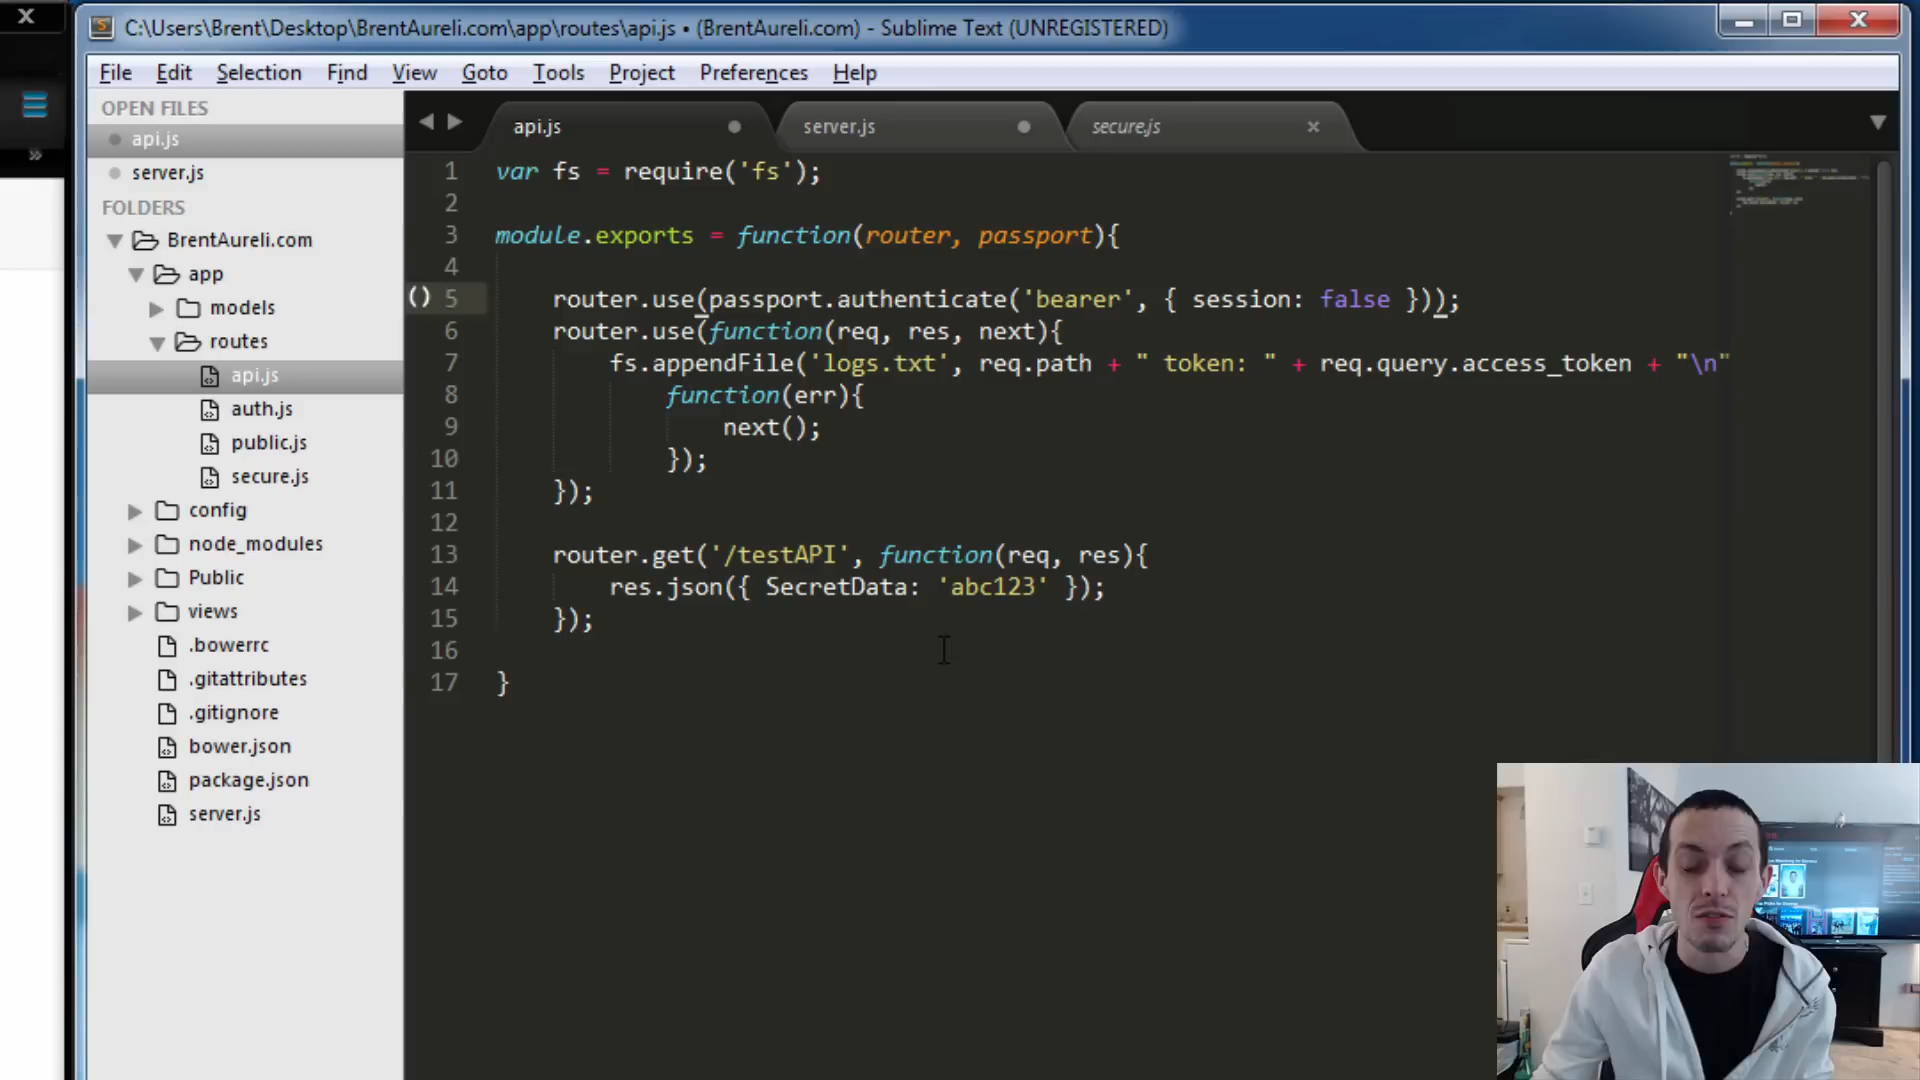 C:\Users\Brent\Desktop\BrentAureli.com\app\routes\api.js • (BrentAureli.com) - Sublime Text (UNREGISTERED)
File Edit Selection Find View Goto Tools Project Preferences Help
OPEN FILES
api.js
server.js
FOLDERS
BrentAureli.com
app
models
routes
api.js
auth.js
public.js
secure.js
config
node_modules
Public
views
.bowerrc
.gitattributes
.gitignore
bower.json
package.json
server.js
api.js server.js secure.js
1 var fs = require('fs');
2
3 module.exports = function(router, passport){
4
() 5 router.use(passport.authenticate('bearer', { session: false }));
6 router.use(function(req, res, next){
7 fs.appendFile('logs.txt', req.path + " token: " + req.query.access_token + "\n"
8 function(err){
9 next();
10 });
11 });
12
13 router.get('/testAPI', function(req, res){
14 res.json({ SecretData: 'abc123' });
15 });
16
17 }